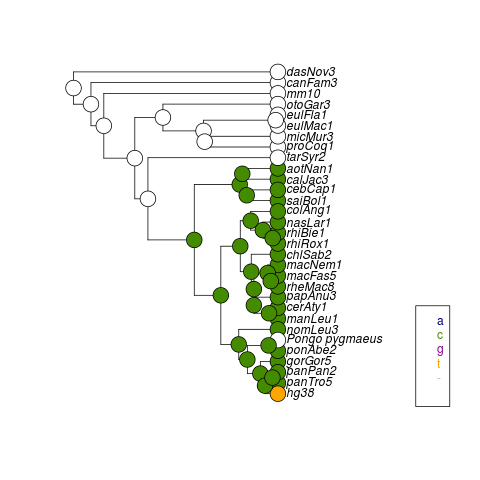 dasNov3
canFam3
mm10
otoGar3
eulFla1
eulMac1
micMur3
proCoq1
tarSyr2
aotNan1
calJac3
cebCap1
saiBol1
colAng1
nasLar1
rhiBie1
rhiRox1
chlSab2
macNem1
macFas5
rheMac8
papAnu3
cerAty1
manLeu1
nomLeu3
Pongo pygmaeus
ponAbe2
gorGor5
panPan2
panTro5
hg38
a
c
g
t
-